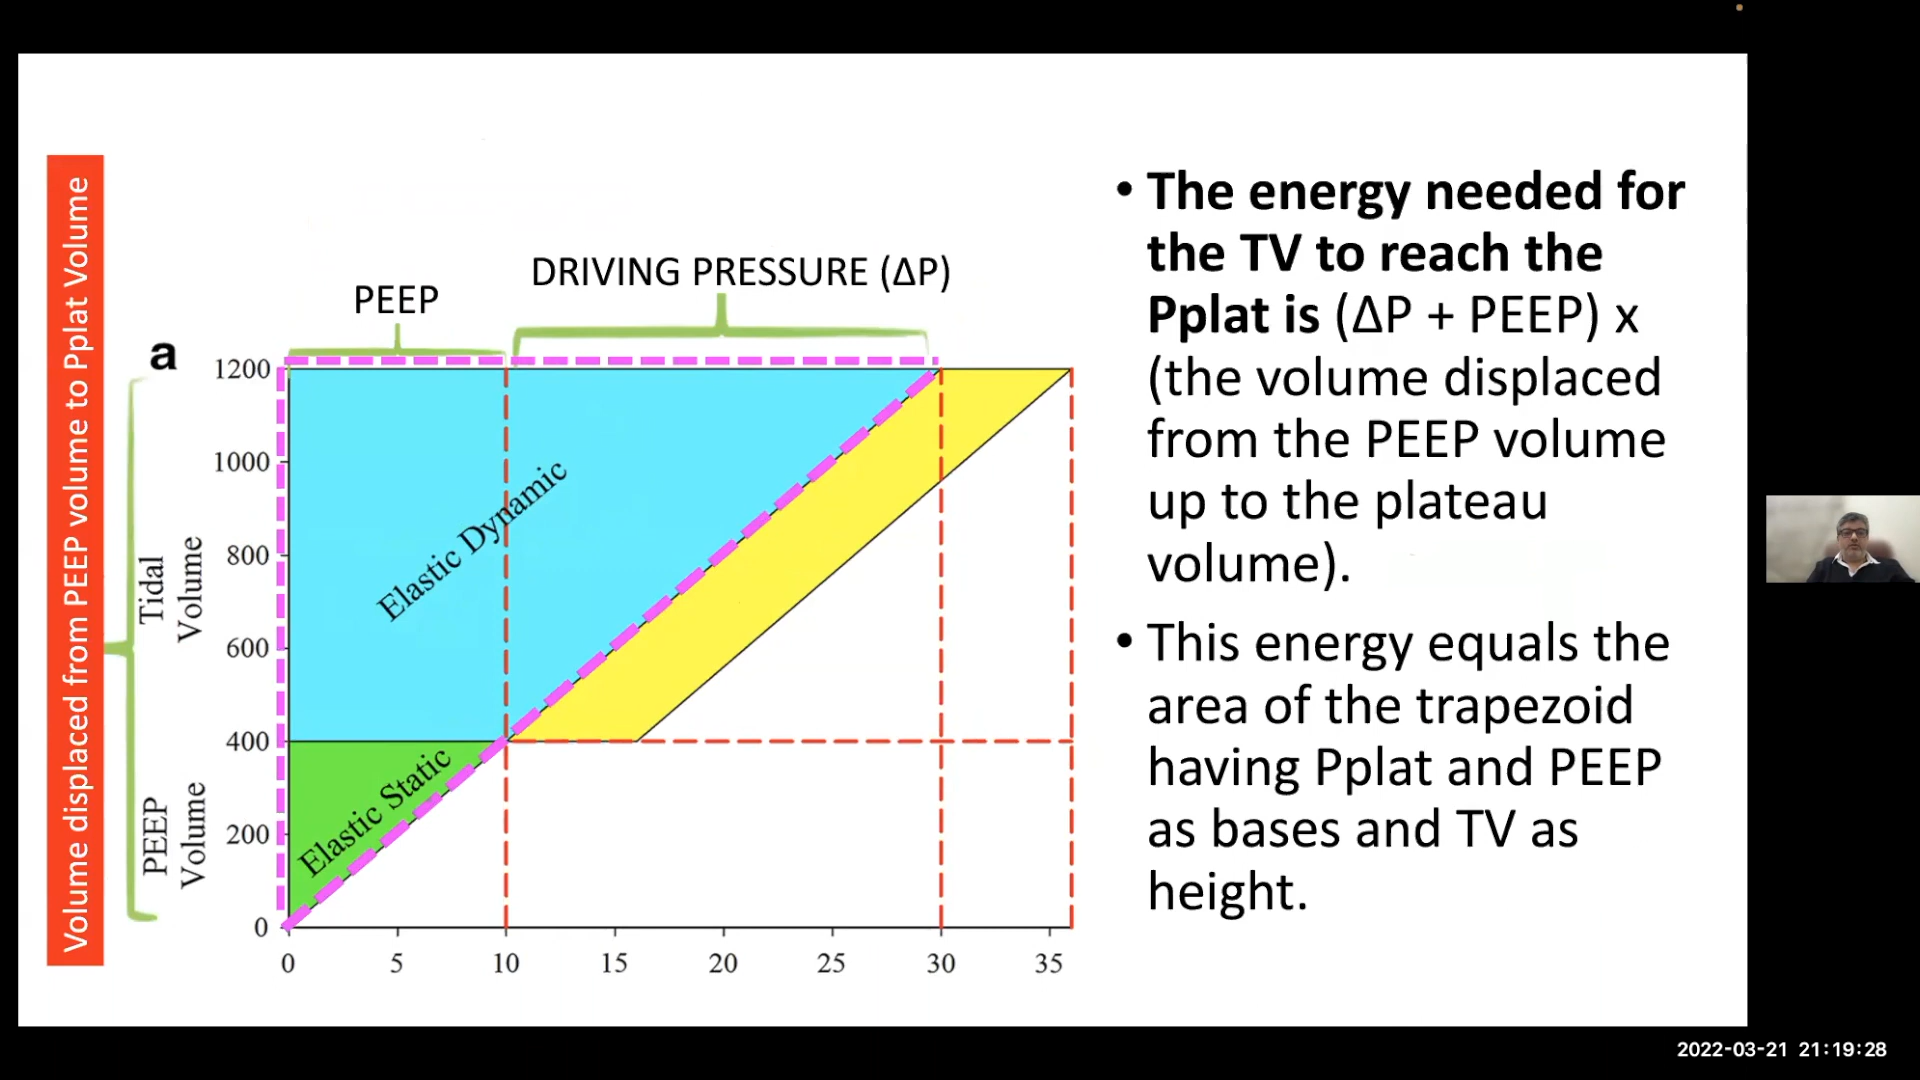 Volume displaced from PEEP volume to Pplat Volume
DRIVING PRESSURE (ΔP)
PEEP
a
1200
1000
800
600
400
200
0
Tidal
Volume
PEEP
Volume
Elastic Dynamic
Elastic Static
0 5 10 15 20 25 30 35
• The energy needed for
the TV to reach the
Pplat is (ΔP + PEEP) x
(the volume displaced
from the PEEP volume
up to the plateau
volume).
• This energy equals the
area of the trapezoid
having Pplat and PEEP
as bases and TV as
height.
2022-03-21 21:19:28